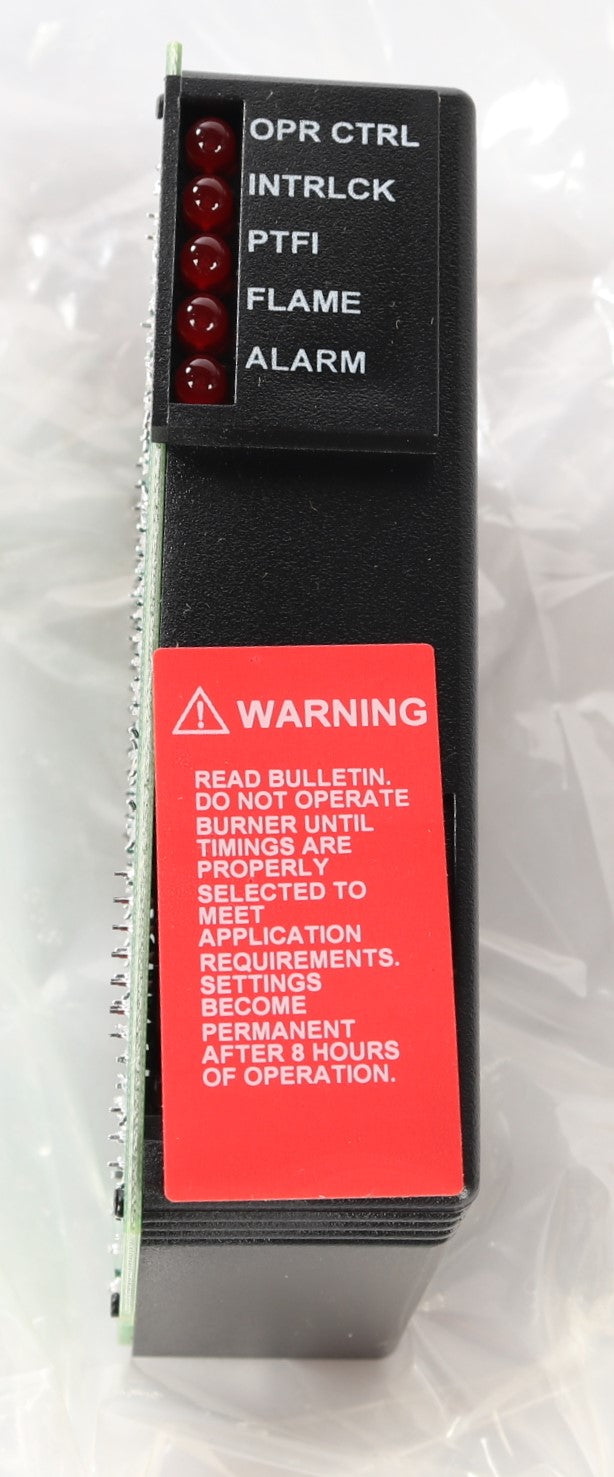 OPR CTRL
INTRLCK
PTFI
FLAME
ALARM
WARNING
READ BULLETIN.
DO NOT OPERATE
BURNER UNTIL
TIMINGS ARE
PROPERLY
SELECTED TO
MEET
APPLICATION
REQUIREMENTS.
SETTINGS
BECOME
PERMANENT
AFTER 8 HOURS
OF OPERATION.